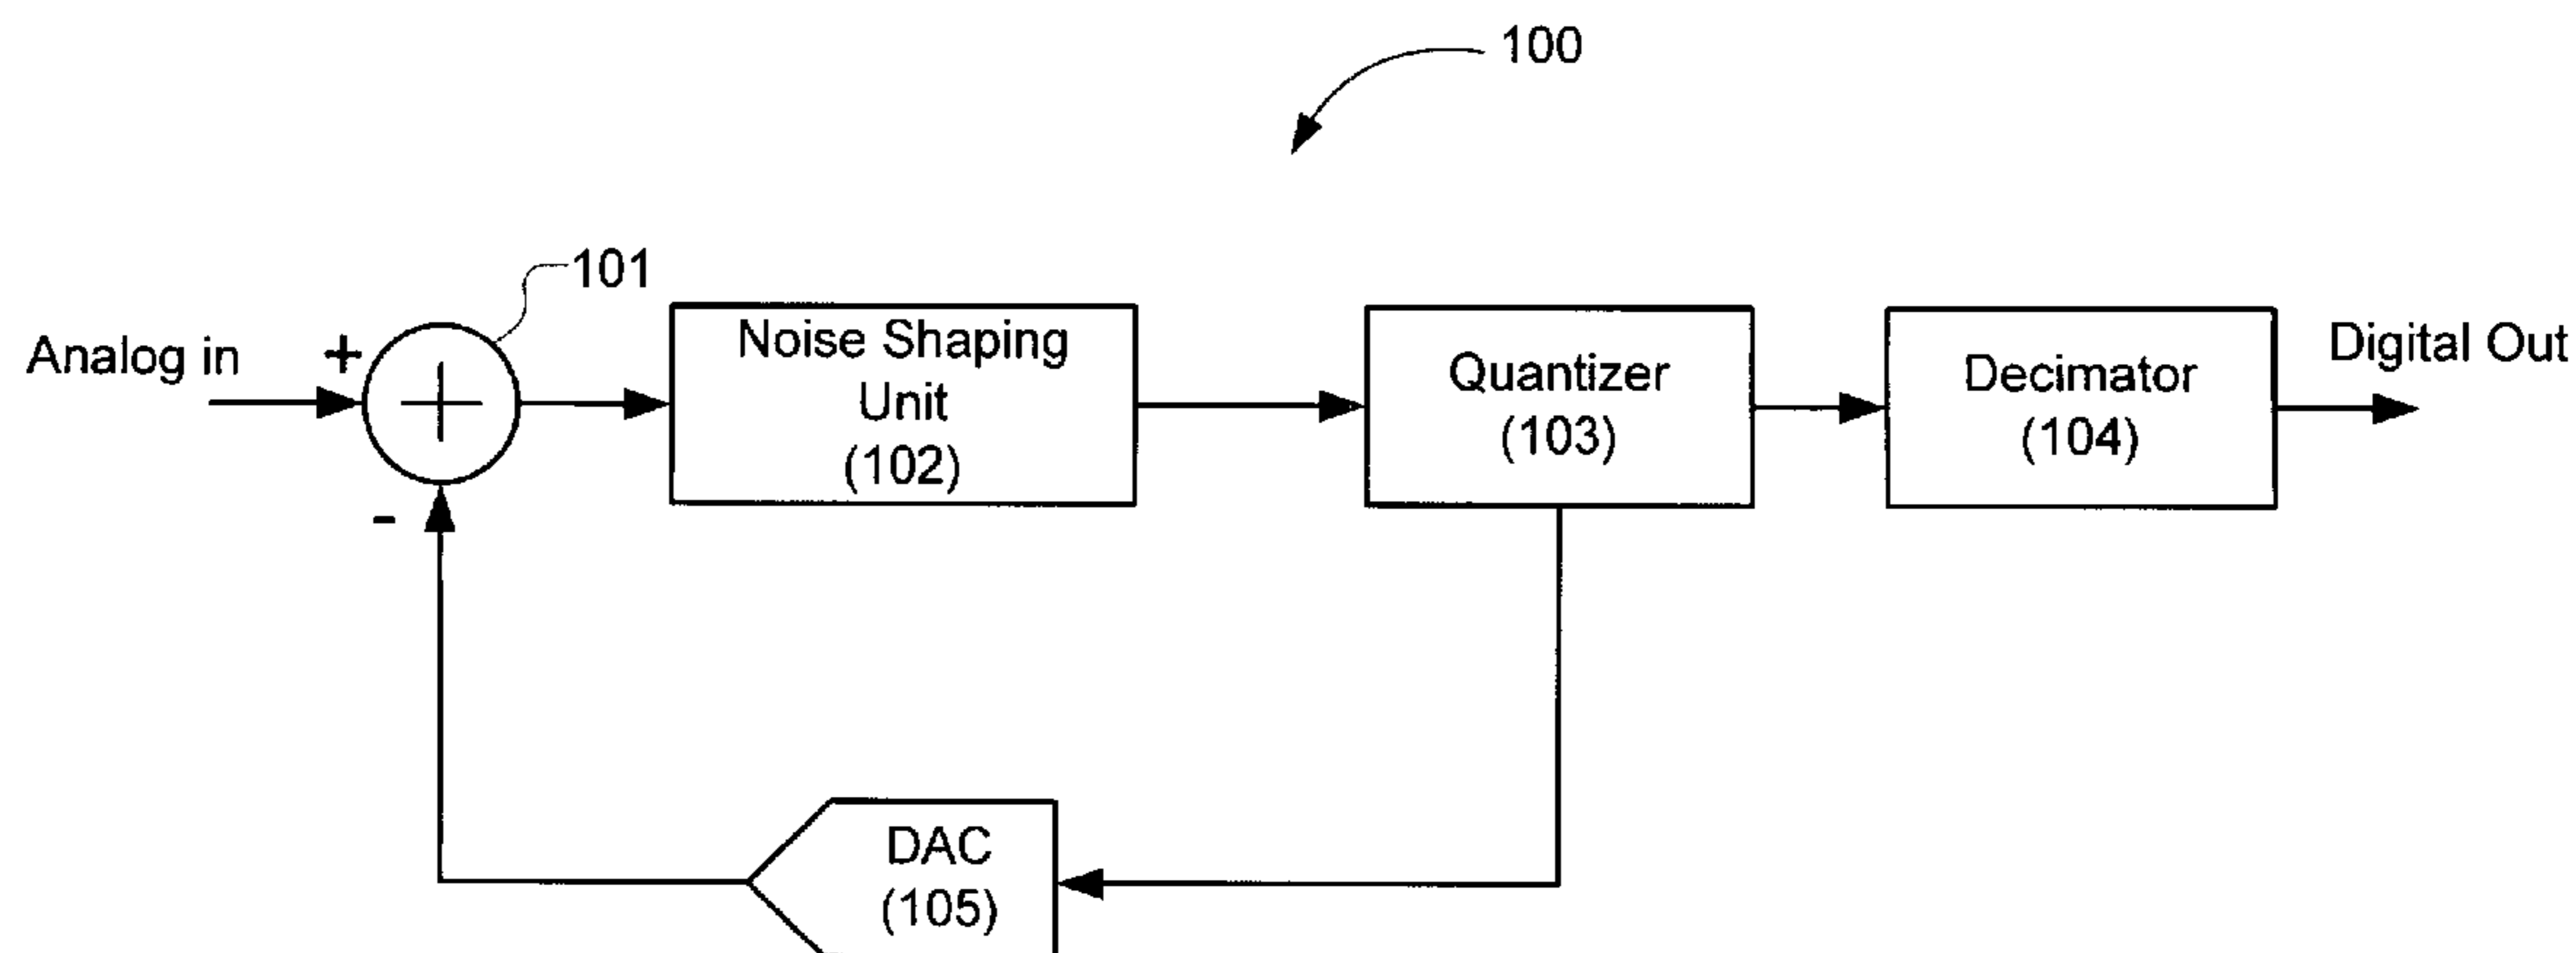 100
101
Analog in
+
-
Noise Shaping
Unit
(102)
Quantizer
(103)
Decimator
(104)
Digital Out
DAC
(105)